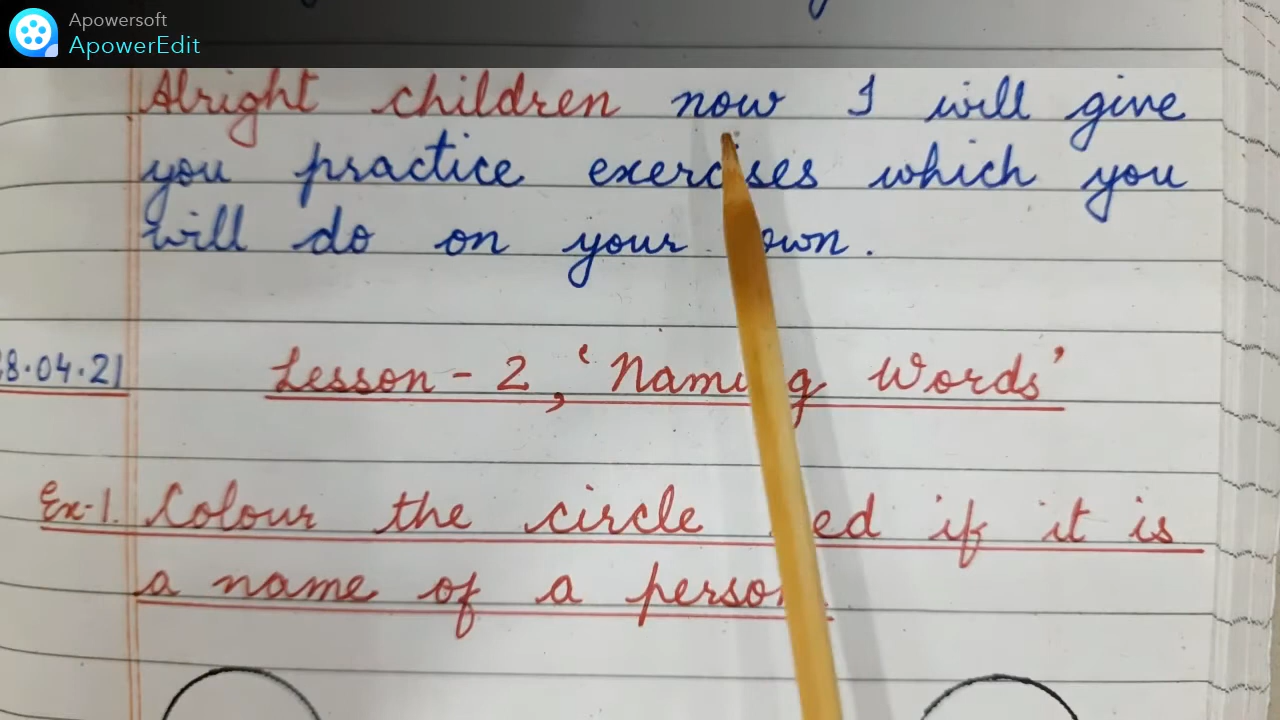 Apowersoft
ApowerEdit
Alright children now I will give
you practice exercises which you
will do on your own.
8.04.21
Lesson - 2, 'Naming Words'
Ex-1. Colour the circle red if it is
a name of a person.